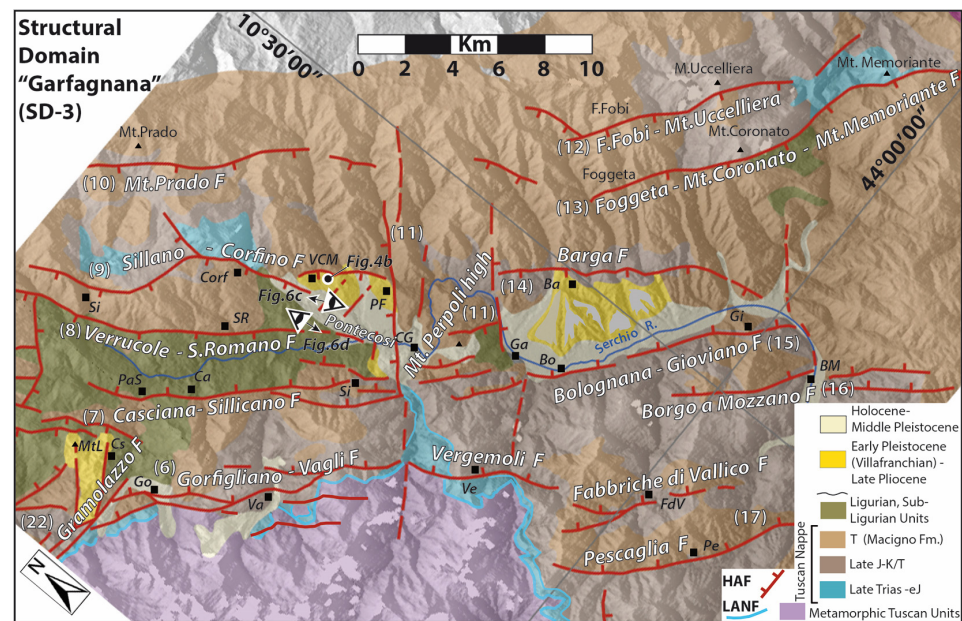 Structural
Domain
“Garfagnana”
(SD-3)
10°30'00’’
Km
0 2 4 6 8 10
Mt. Memoriante
M.Uccelliera
F.Fobi
(12) F.Fobi - Mt.Uccelliera
Mt.Coronato
Foggeta
(13) Foggeta - Mt.Coronato - Mt.Memoriante F
44°00'00’’
Mt.Prado
(10) Mt.Prado F
(11)
(9) Sillano - Corfino F
Corf
VCM
Fig.4b
Fig.6c
PF
Si
SR
Pontecosi
Fig.6d
CG
Mt. Perpoli high
(11)
(14)
Barga F
Ba
Serchio R.
Gi
(8) Verrucole - S.Romano F
Ga
Bo
Bolognana - Gioviano F (15)
BM
PaS
Ca
Si
Borgo a Mozzano F (16)
(7) Casciana- Sillicano F
MtL
Cs
Gramolazzo F
(6) Gorfigliano - Vagli F
Vergemoli F
Go
Va
Ve
Fabbriche di Vallico F
FdV
(22)
(17)
Pescaglia F
Pe
N
Holocene-
Middle Pleistocene
Early Pleistocene
(Villafranchian) -
Late Pliocene
Ligurian, Sub-
Ligurian Units
Tuscan Nappe
T (Macigno Fm.)
Late J-K/T
Late Trias -eJ
Metamorphic Tuscan Units
HAF
LANF